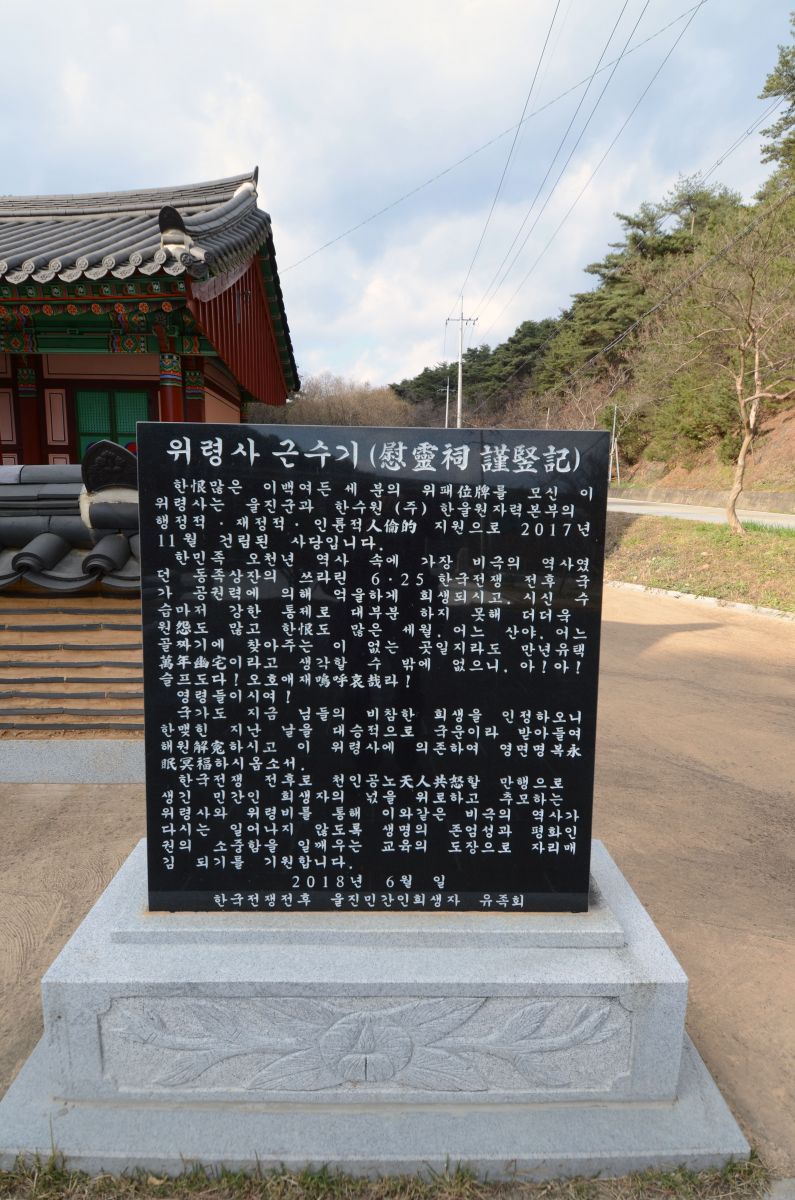 위령사 근수기 (慰靈祠 謹竪記)
한恨많은 이백여든 세 분의 위패位牌를 모신 이
위령사는 울진군과 한수원 (주) 한울원자력본부의
행정적 · 재정적 · 인륜적人倫的 지원으로 2017년
11월 건립된 사당입니다.
한민족 오천년 역사 속에 가장 비극의 역사였
던 동족상잔의 쓰라린 6 · 25 한국전쟁 전후 국
가 공권력에 의해 억울하게 희생되시고. 시신 수
습마저 강한 통제로 대부분 하지 못해 더더욱
원怨도 많고 한恨도 많은 세월. 어느 산야. 어느
골짜기에 찾아주는 이 없는 곳일지라도 만년유택
萬年幽宅이라고 생각할 수 밖에 없으니. 아! 아!
슬프도다! 오호애재嗚呼哀哉라!
영령들이시여!
국가도 지금 님들의 비참한 희생을 인정하오니
한맺힌 지난 날을 대승적으로 국운이라 받아들여
해원解冤하시고 이 위령사에 의존하여 영면명복永
眠冥福하시옵소서.
한국전쟁 전후로 천인공노天人共怒할 만행으로
생긴 민간인 희생자의 넋을 위로하고 추모하는
위령사와 위령비를 통해 이와같은 비극의 역사가
다시는 일어나지 않도록 생명의 존엄성과 평화인
권의 소중함을 일깨우는 교육의 도장으로 자리매
김 되기를 기원합니다.
2018년 6월 일
한국전쟁전후 울진민간인희생자 유족회